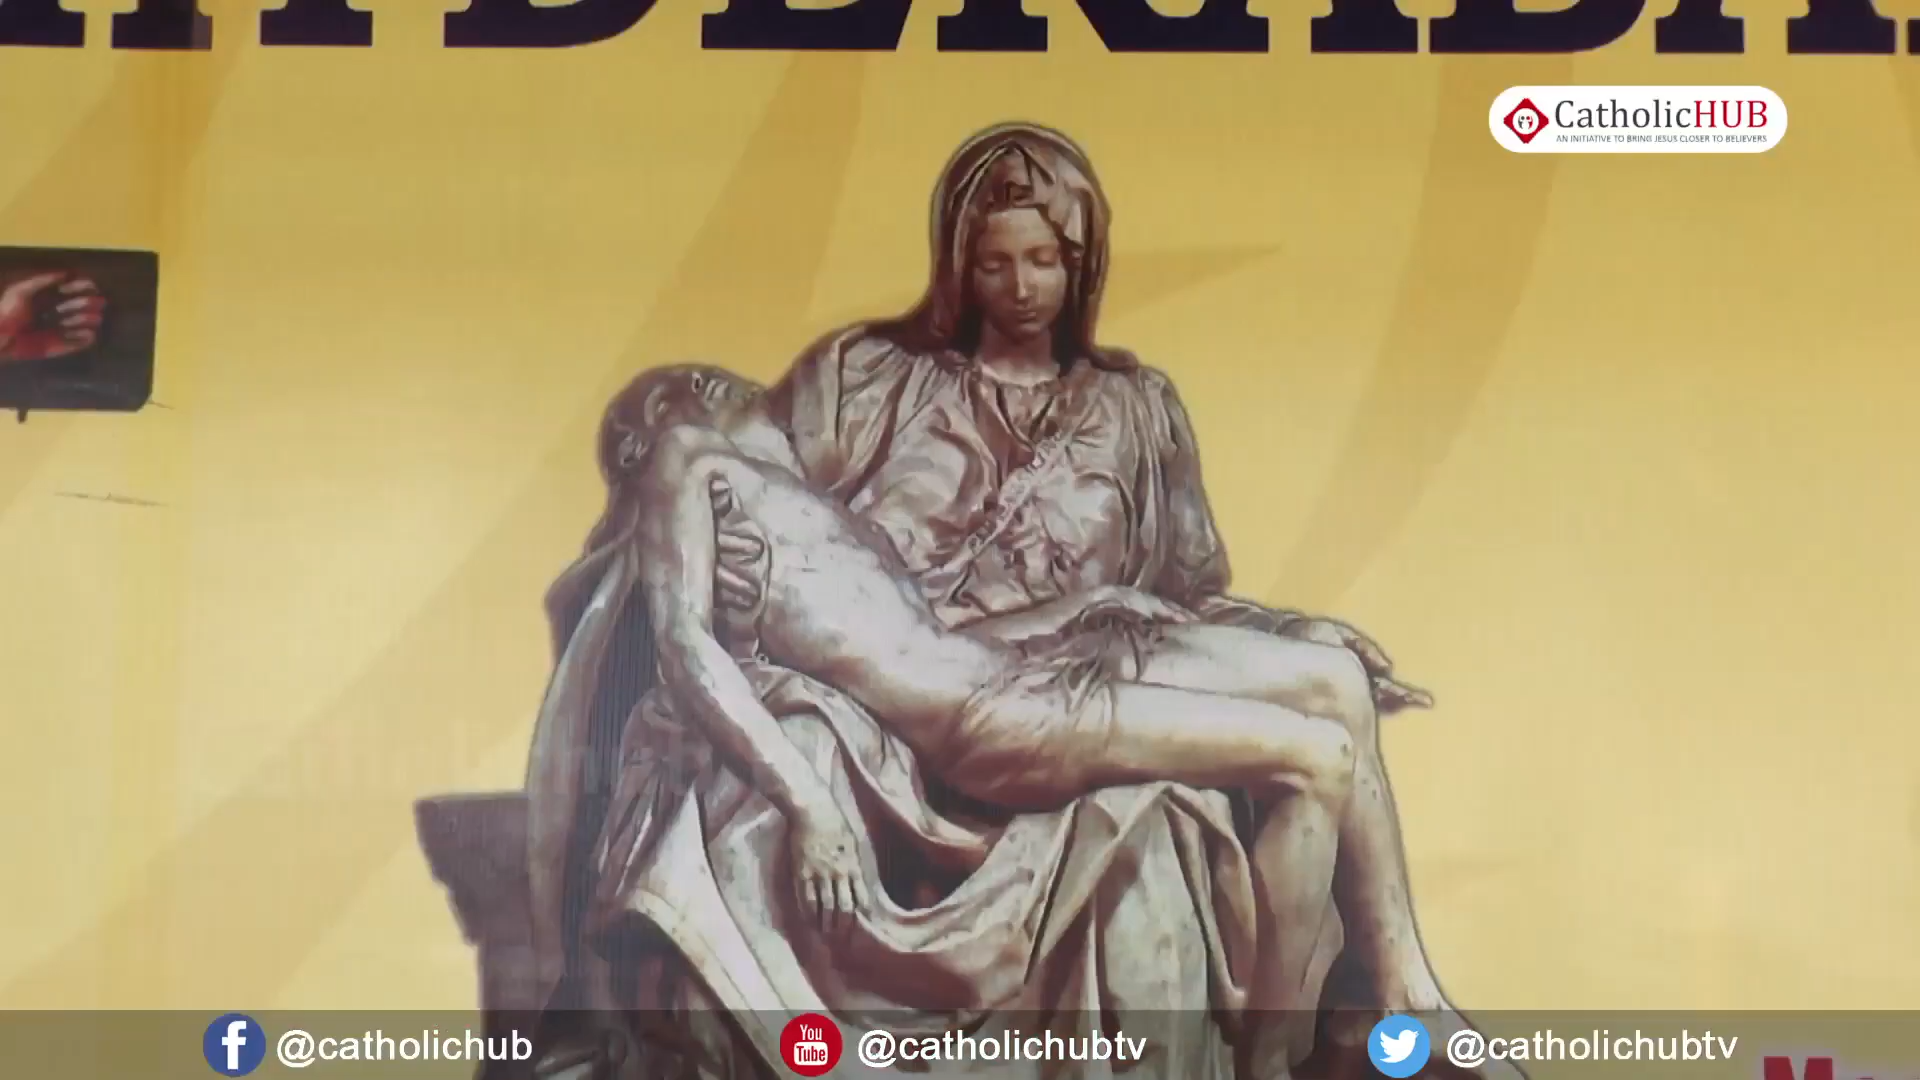 CatholicHUB
AN INITIATIVE TO BRING JESUS CLOSER TO BELIEVERS
@catholichub
You
Tube
@catholichubtv
@catholichubtv